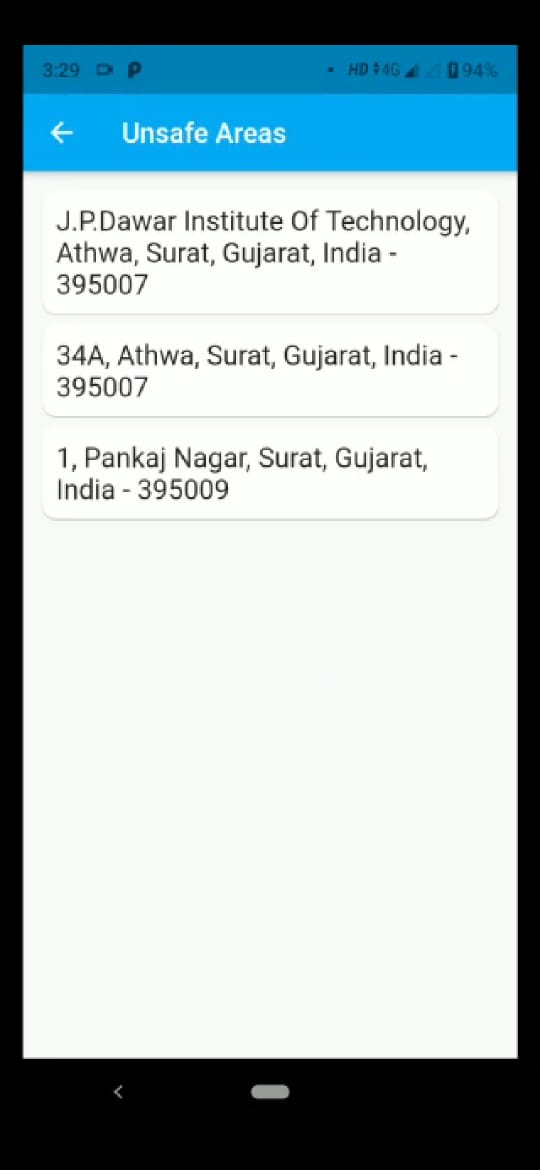 3:29 HD 4G 94%
Unsafe Areas
J.P.Dawar Institute Of Technology,
Athwa, Surat, Gujarat, India -
395007
34A, Athwa, Surat, Gujarat, India -
395007
1, Pankaj Nagar, Surat, Gujarat,
India - 395009